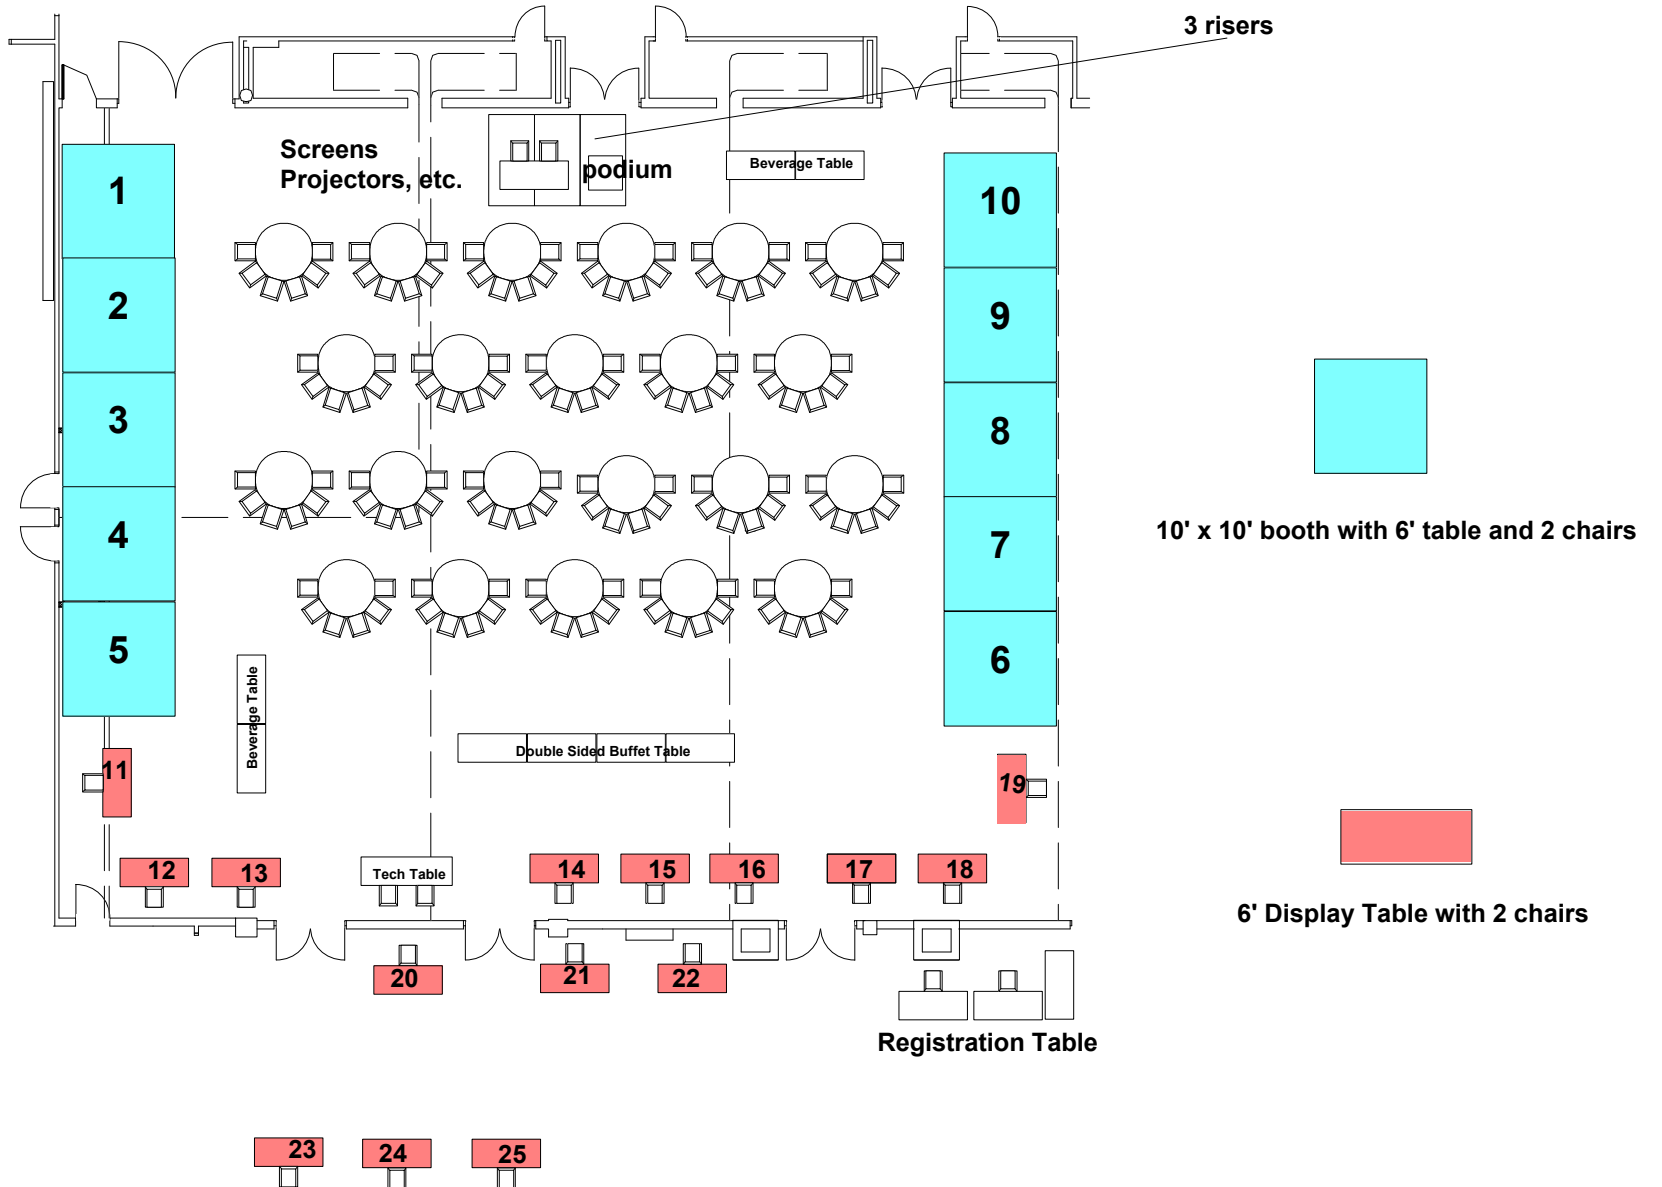 3 risers
Screens
Projectors, etc.
podium
Beverage Table
1
10
2
9
3
8
4
7
10' x 10' booth with 6' table and 2 chairs
5
6
Beverage Table
Double Sided Buffet Table
11
19
12
13
Tech Table
14
15
16
17
18
6' Display Table with 2 chairs
20
21
22
Registration Table
23
24
25